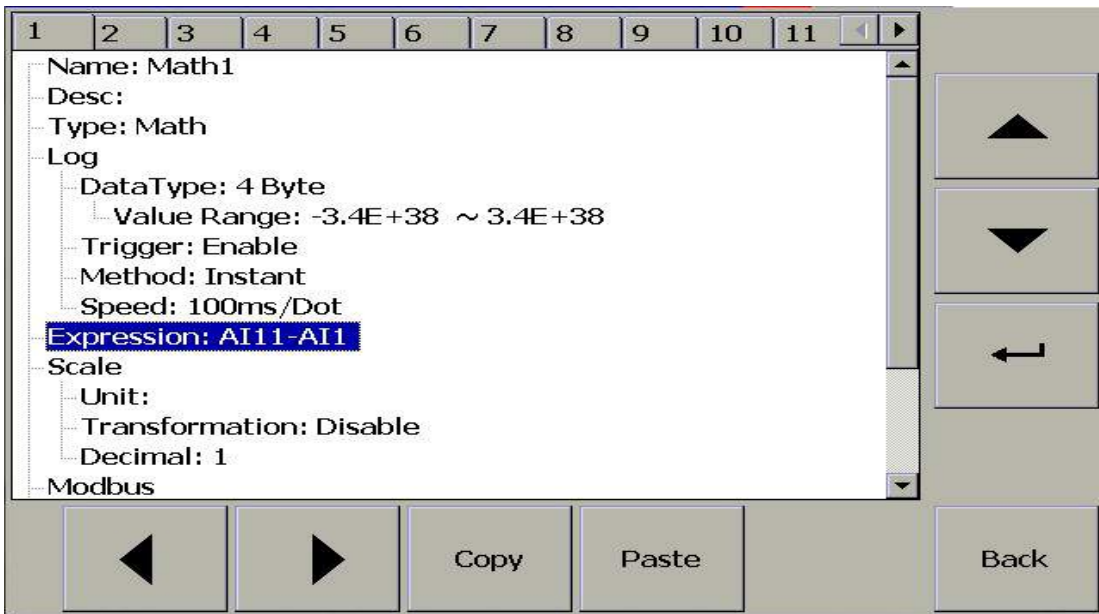 1 2 3 4 5 6 7 8 9 10 11
Name: Math1
Desc:
Type: Math
Log
DataType: 4 Byte
Value Range: -3.4E+38 ~ 3.4E+38
Trigger: Enable
Method: Instant
Speed: 100ms/Dot
Expression: AI11-AI1
Scale
Unit:
Transformation: Disable
Decimal: 1
Modbus
Copy Paste Back